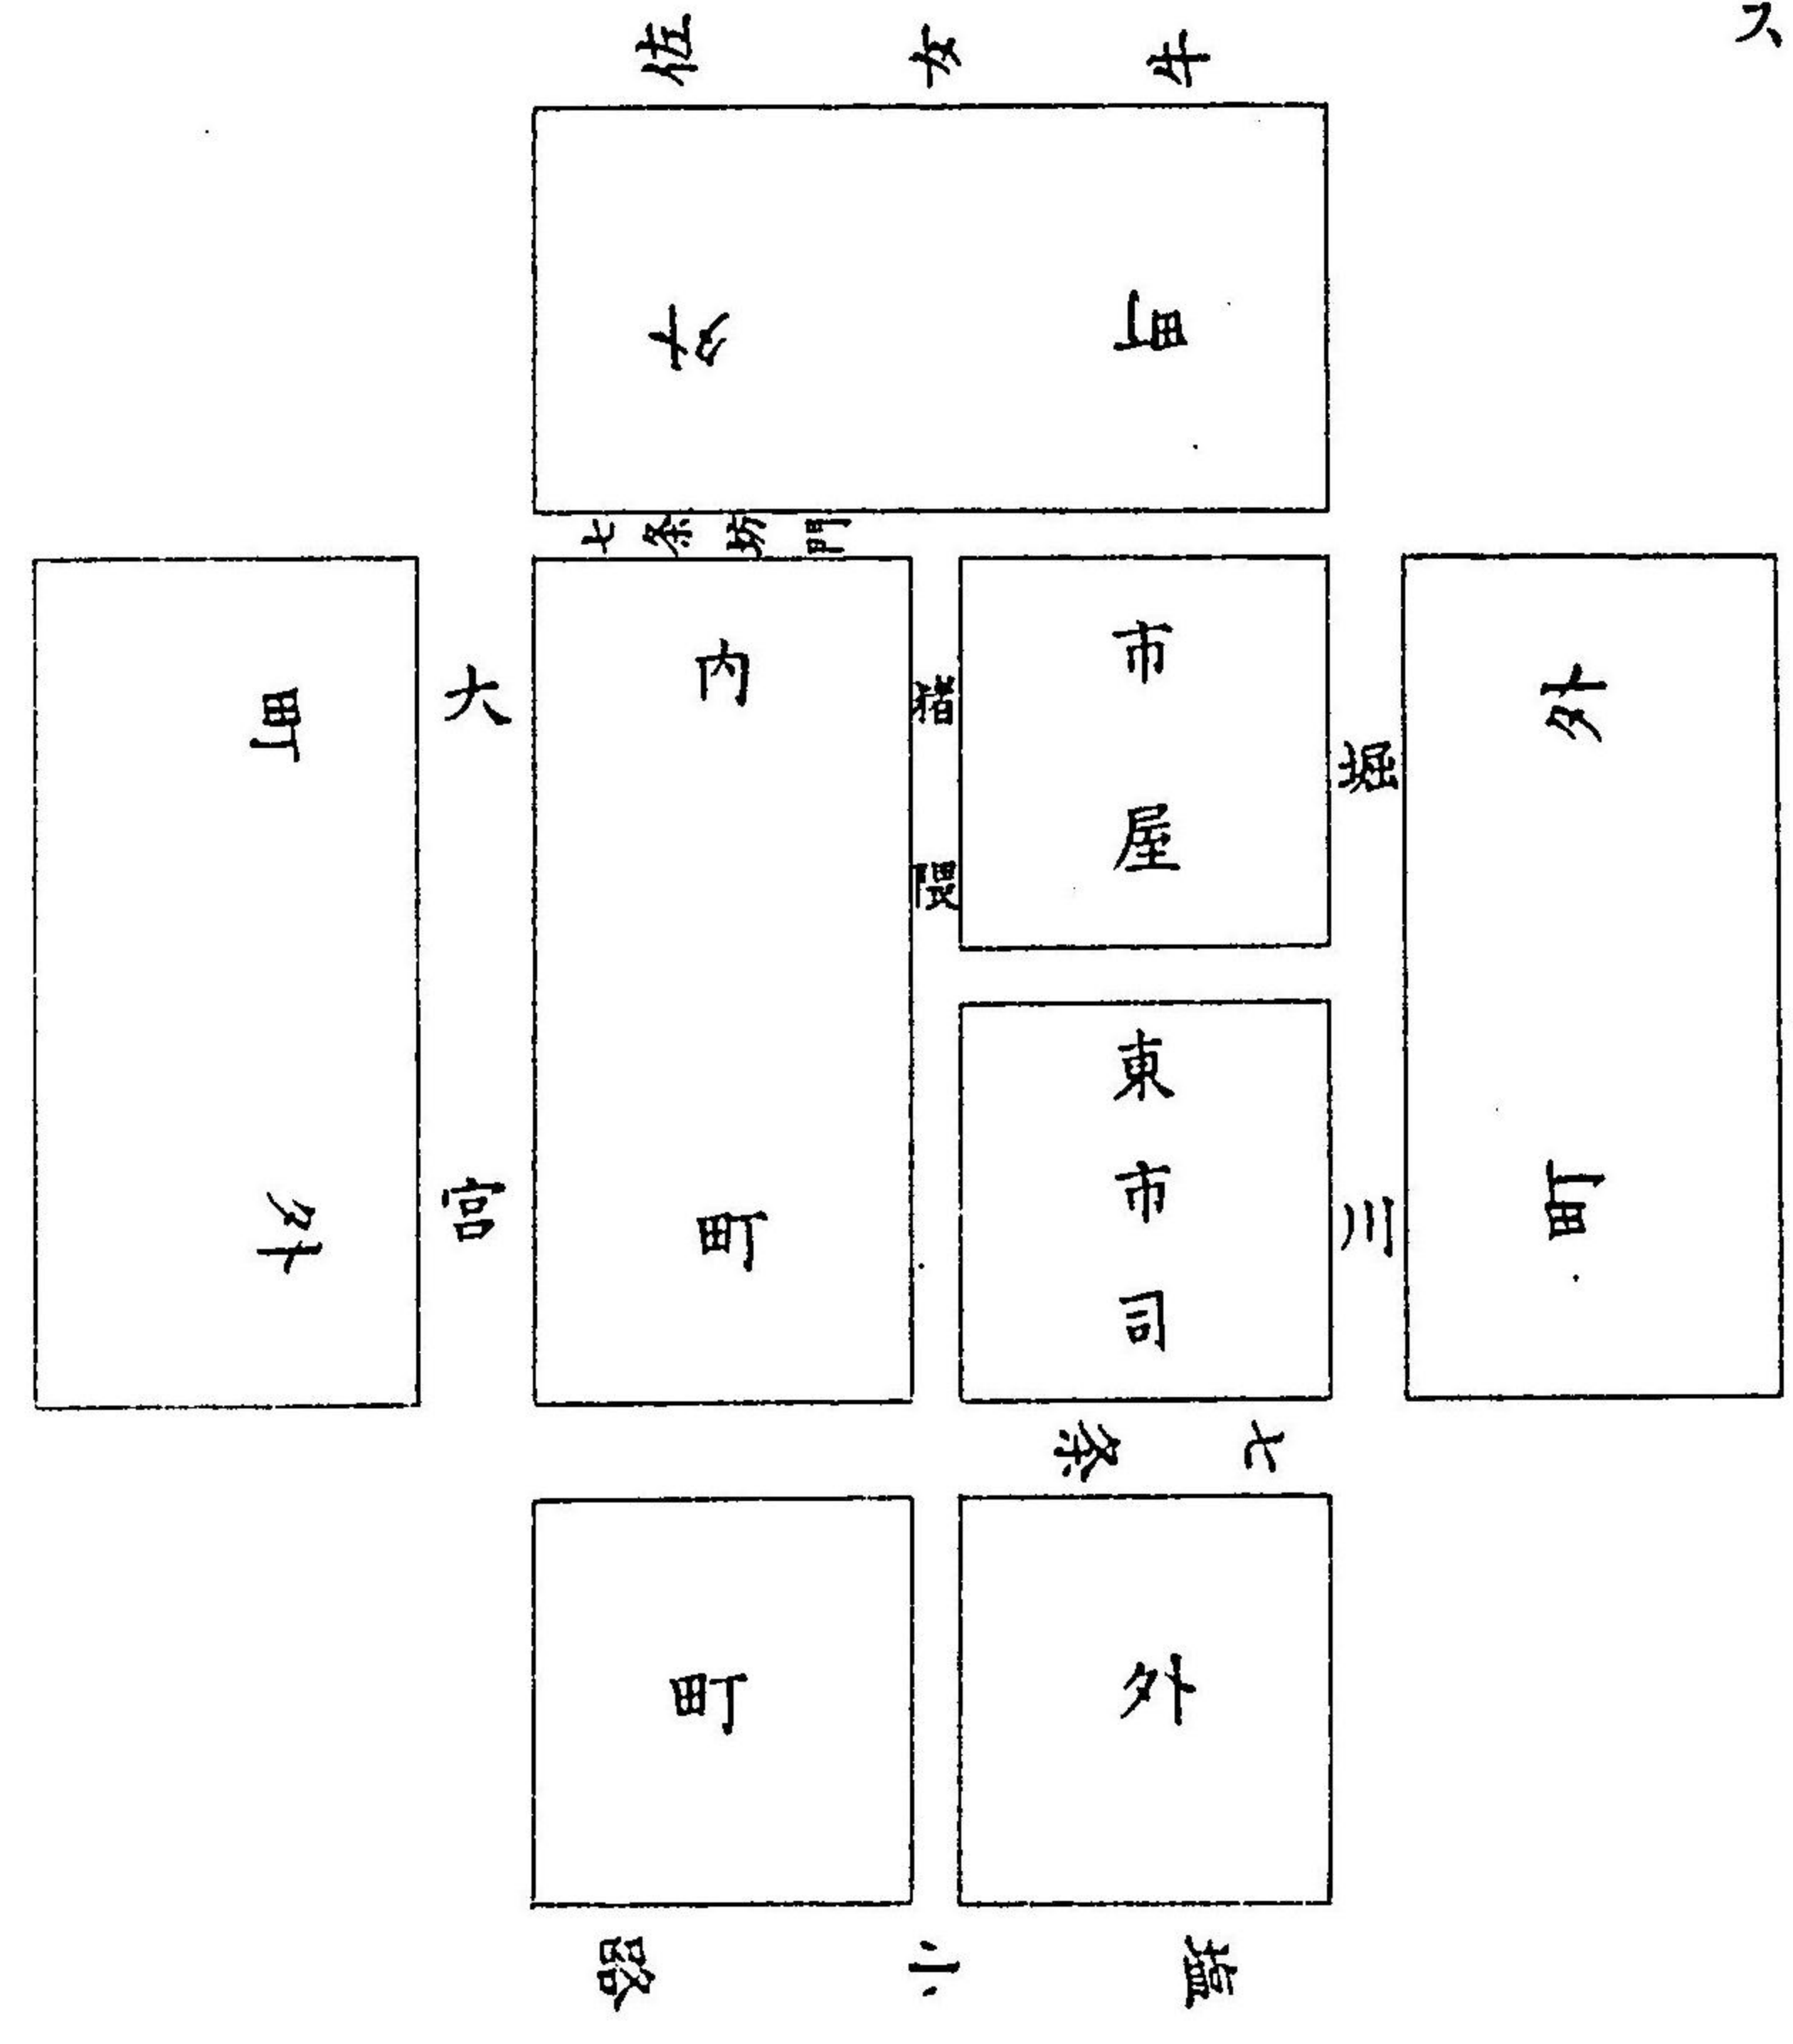 ス
佐女牛
外町
七条坊門
外町
堀川
市屋
東市司
猪隈
内町
大宮
外町
七条
外町
塩小路